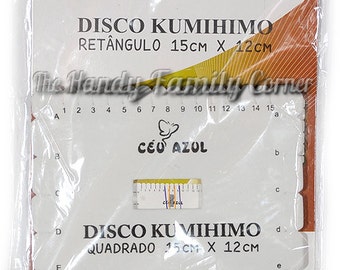 DISCO KUMIHIMO
RETÂNGULO 15CM X 12CM
The Handy Family Corner
1 2 3 4 5 6 7 8 9 10 11 12 13 14 15
A a
CÉU AZUL
DISCO KUMIHIMO
QUADRADO 15CM X 12CM
E e